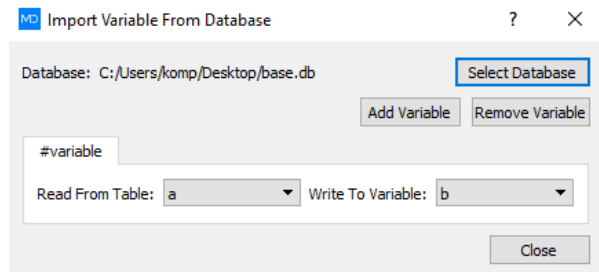 MD Import Variable From Database ? ×
Database: C:/Users/komp/Desktop/base.db Select Database
Add Variable Remove Variable
#variable
Read From Table: a Write To Variable: b
Close